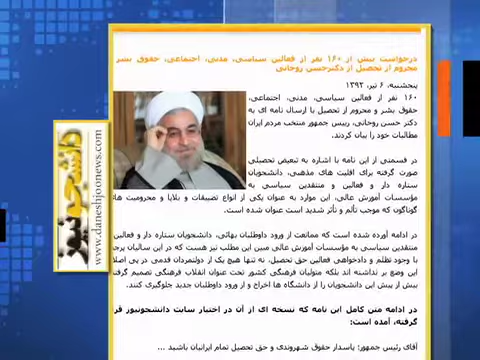 درخواست بیش از ۱۶۰ نفر از فعالین سیاسی، مدنی، اجتماعی، حقوق بشر
محروم از تحصیل از دکترحسن روحانی
پنجشنبه، ۶ تیر، ۱۳۹۲
۱۶۰ نفر از فعالین سیاسی، مدنی، اجتماعی،
حقوق بشر و محروم از تحصیل با ارسال نامه ای به
دکتر حسن روحانی، رییس جمهور منتخب مردم ایران
مطالبات خود را بیان کردند.
در قسمتی از این نامه با اشاره به تبعیض تحصیلی
صورت گرفته برای اقلیت های مذهبی، دانشجویان
ستاره دار و فعالین و منتقدین سیاسی به
مؤسسات آموزش عالی، این موارد به عنوان یکی از انواع تضییقات و بلایا و محرومیت ها
گوناگون که موجب تألم و تأثر شدید است عنوان شده است.
در ادامه آورده شده است که ممانعت از ورود داوطلبان بهائی، دانشجویان ستاره دار و فعالین
منتقدین سیاسی به مؤسسات آموزش عالی مبین این مطلب نیز هست که در این سالیان
با وجود تظلم و دادخواهی فعالین حق تحصیل، نه تنها هیچ یک از دولتمردان قدمی در پی
این وضع بر نداشته اند بلکه متولیان فرهنگی کشور تحت عنوان انقلاب فرهنگی تصمیم
بیش از پیش این دانشجویان را از دانشگاه ها اخراج و از ورود داوطلبان جدید جلوگیری کنند.
در ادامه متن کامل این نامه که نسخه ای از آن در اختیار سایت دانشجونیوز
گرفته، آمده است:
آقای رئیس جمهور: پاسدار حقوق شهروندی و حق تحصیل تمام ایرانیان باشید ...
دانشجونیوز
www.daneshjoonews.com